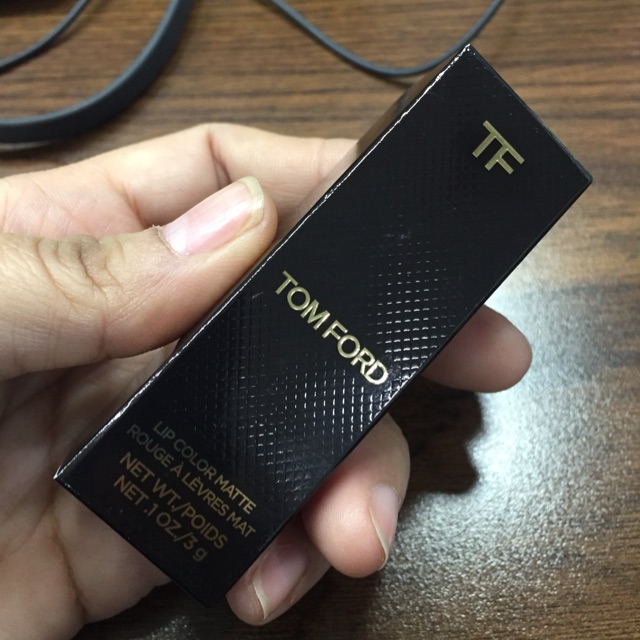 TF
TOM FORD
LIP COLOR MATTE
ROUGE À LÈVRES MAT
NET WT./POIDS
NET .1 OZ/3 g